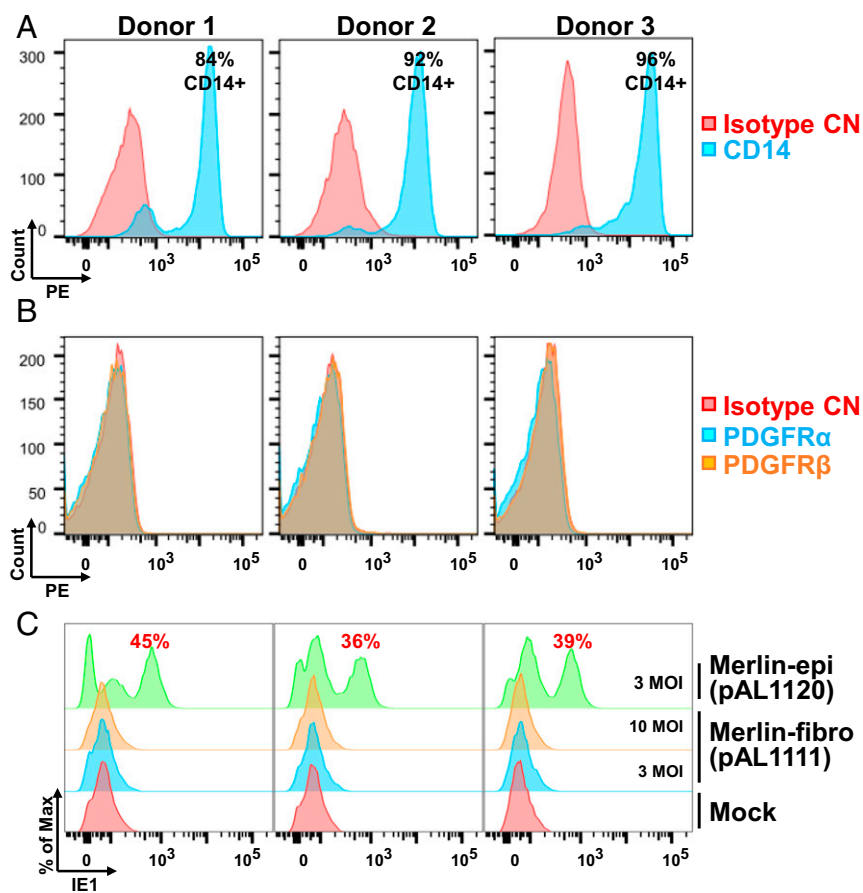 A
Donor 1 Donor 2 Donor 3
84%
CD14+
92%
CD14+
96%
CD14+
300
200
100
0
Count
PE
0 10³ 10⁵
0 10³ 10⁵
0 10³ 10⁵
Isotype CN
CD14
B
200
150
100
50
0
Count
PE
0 10³ 10⁵
0 10³ 10⁵
0 10³ 10⁵
Isotype CN
PDGFRα
PDGFRβ
C
45% 36% 39%
3 MOI
10 MOI
3 MOI
Merlin-epi
(pAL1120)
Merlin-fibro
(pAL1111)
Mock
% of Max
IE1
0 10³ 10⁵
0 10³ 10⁵
0 10³ 10⁵